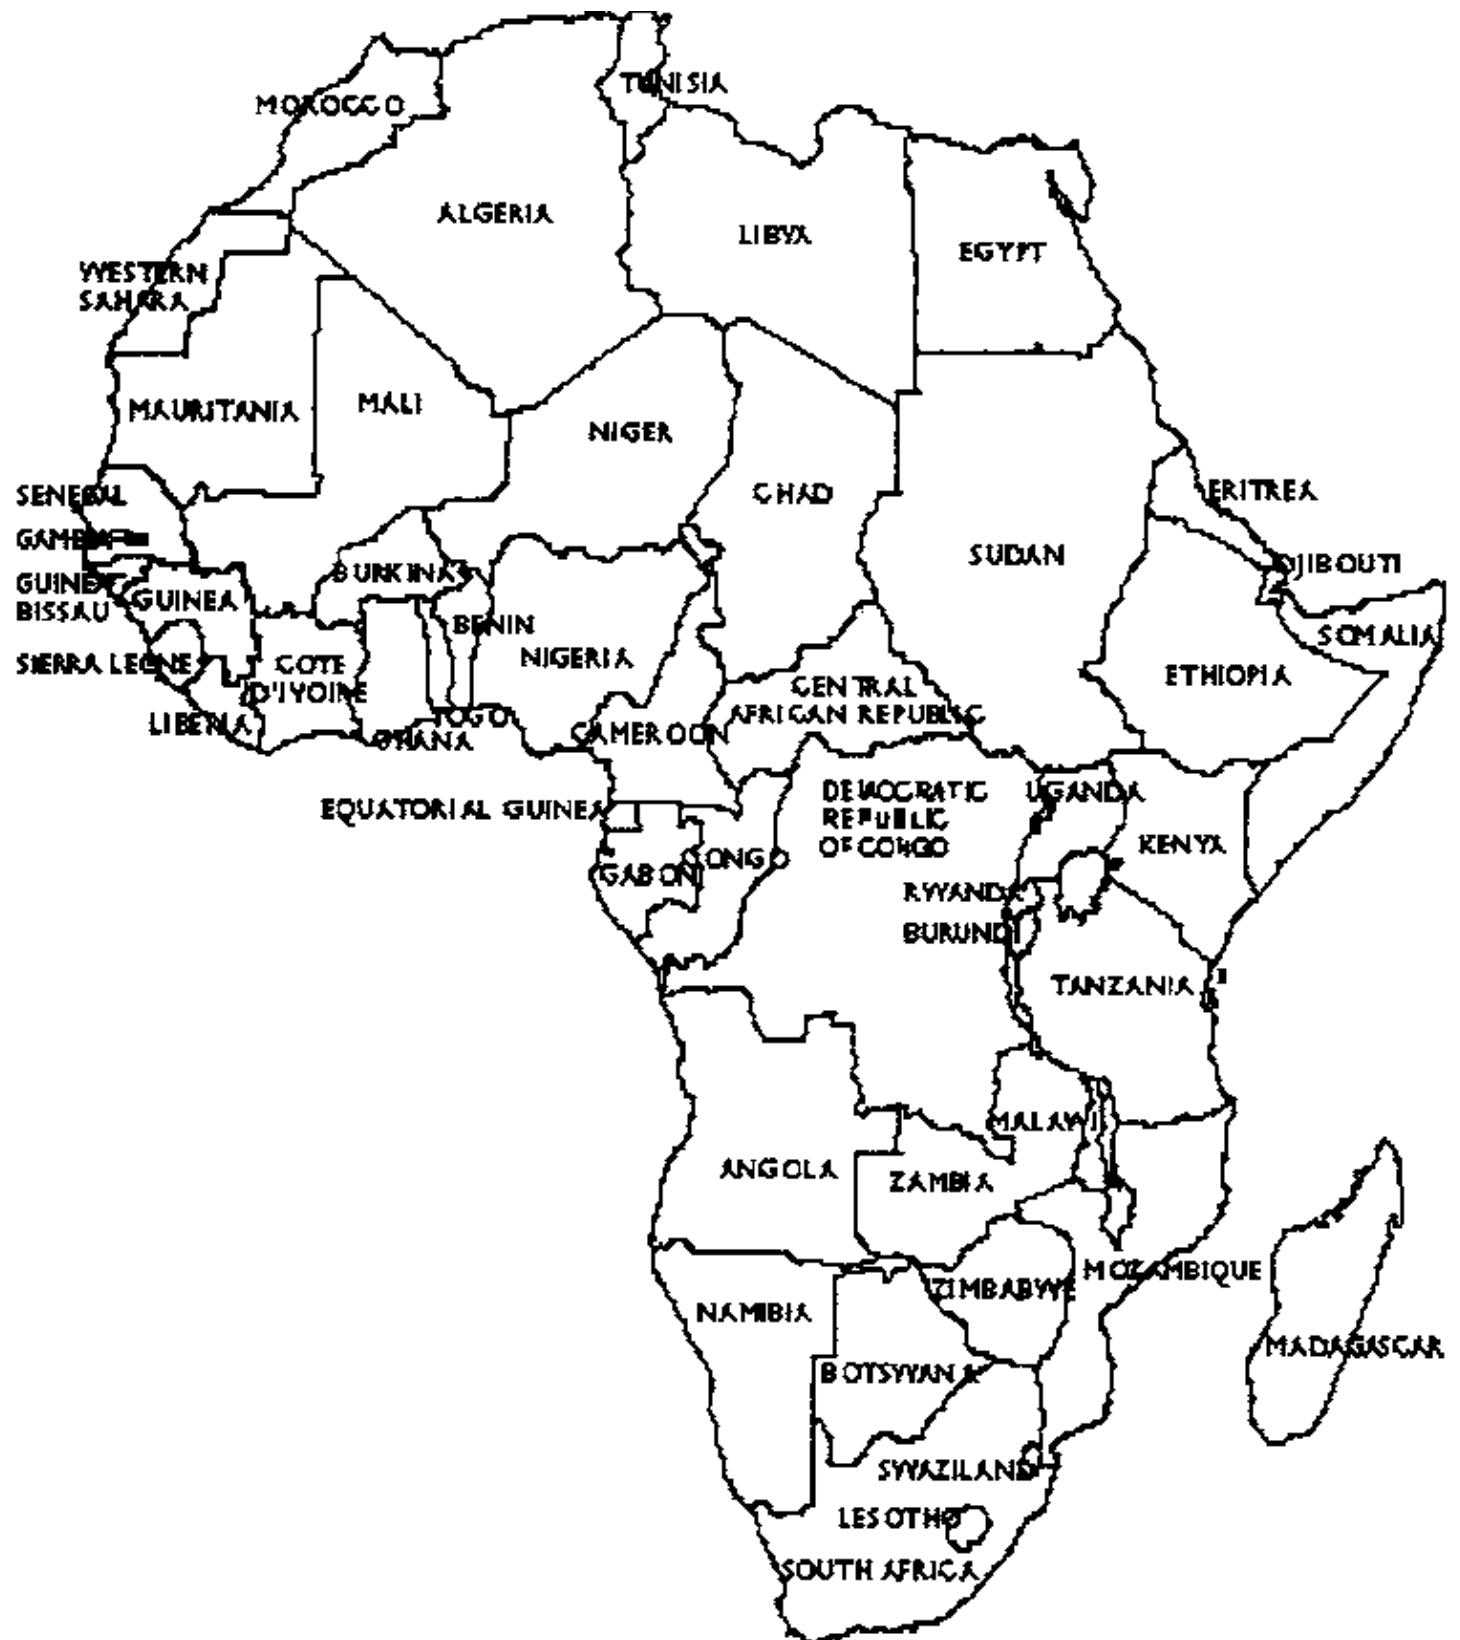 TUNISIA
MOROCCO
ALGERIA
LIBYA
EGYPT
WESTERN
SAHARA
MAURITANIA
MALI
NIGER
CHAD
SENEGAL
ERITREA
GAMBIA
SUDAN
DJIBOUTI
GUINEA
BISSAU
GUINEA
BURKINA
BENIN
NIGERIA
SOMALIA
SIERRA LEONE
COTE
D'IVOIRE
ETHIOPIA
CENTRAL
AFRICAN REPUBLIC
LIBERIA
TOGO
GHANA
CAMEROON
EQUATORIAL GUINEA
DEMOCRATIC
REPUBLIC
OF CONGO
UGANDA
KENYA
GABON
CONGO
RWANDA
BURUNDI
TANZANIA
MALAWI
ANGOLA
ZAMBIA
MOZAMBIQUE
ZIMBABWE
NAMIBIA
MADAGASCAR
BOTSWANA
SWAZILAND
LESOTHO
SOUTH AFRICA